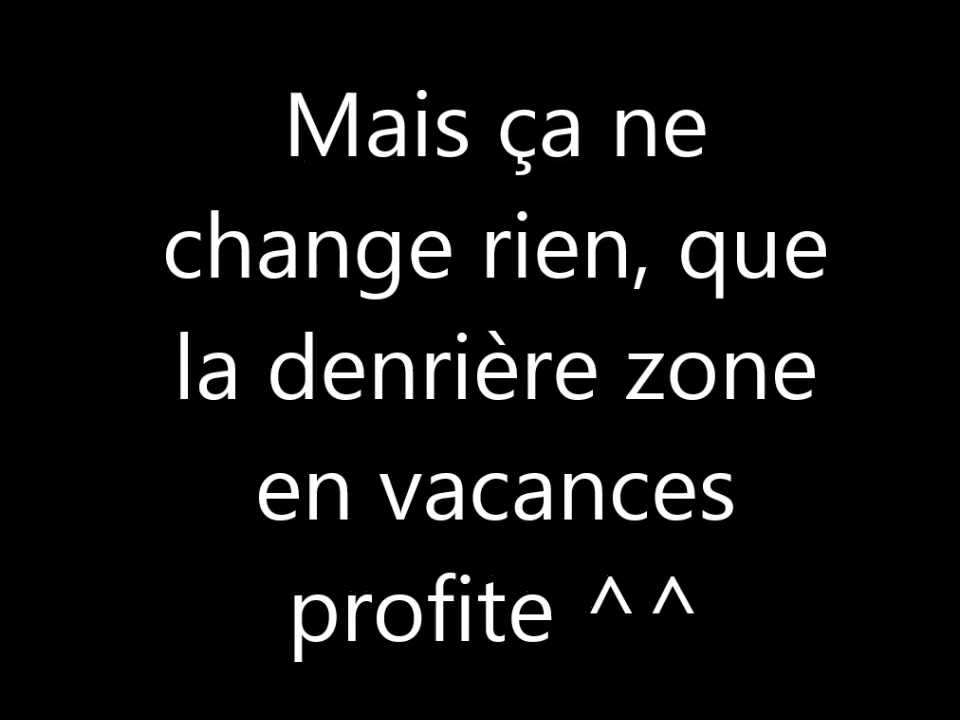 Mais ça ne
change rien, que
la denrière zone
en vacances
profite ^^